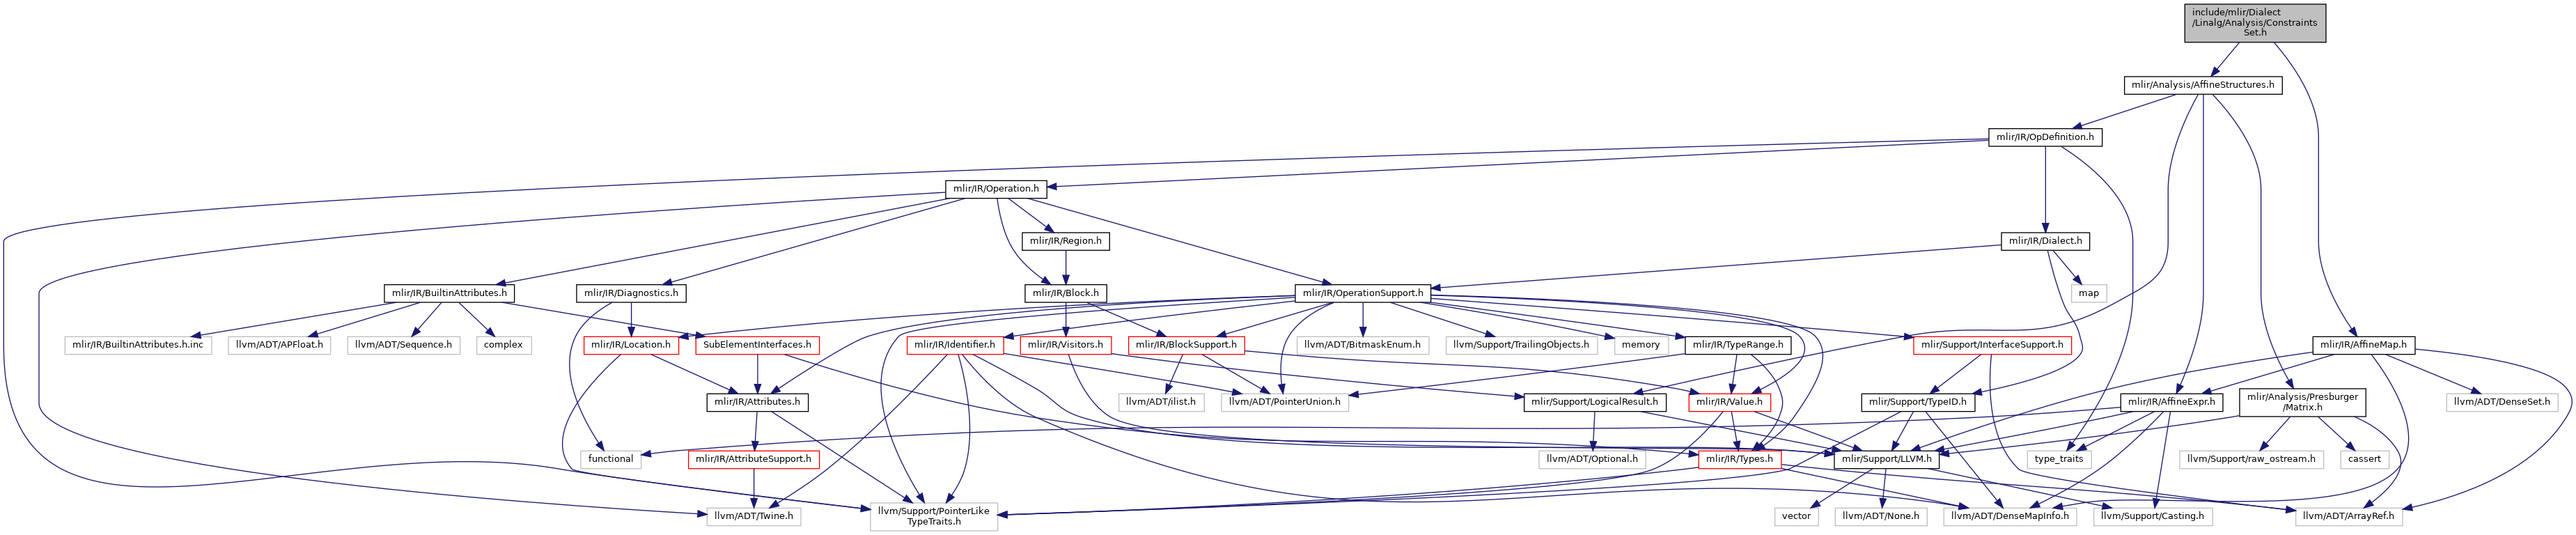 include/mlir/Dialect
/Linalg/Analysis/Constraints
Set.h
mlir/Analysis/AffineStructures.h
mlir/IR/OpDefinition.h
mlir/IR/Operation.h
mlir/IR/Region.h
mlir/IR/Dialect.h
mlir/IR/BuiltinAttributes.h
mlir/IR/Diagnostics.h
mlir/IR/Block.h
mlir/IR/OperationSupport.h
map
mlir/IR/BuiltinAttributes.h.inc
llvm/ADT/APFloat.h
llvm/ADT/Sequence.h
complex
mlir/IR/Location.h
SubElementInterfaces.h
mlir/IR/Identifier.h
mlir/IR/Visitors.h
mlir/IR/BlockSupport.h
llvm/ADT/BitmaskEnum.h
llvm/Support/TrailingObjects.h
memory
mlir/IR/TypeRange.h
mlir/Support/InterfaceSupport.h
mlir/IR/AffineMap.h
mlir/IR/Attributes.h
llvm/ADT/ilist.h
llvm/ADT/PointerUnion.h
mlir/Support/LogicalResult.h
mlir/IR/Value.h
mlir/Support/TypeID.h
mlir/IR/AffineExpr.h
mlir/Analysis/Presburger
/Matrix.h
llvm/ADT/DenseSet.h
functional
mlir/IR/AttributeSupport.h
llvm/ADT/Optional.h
mlir/IR/Types.h
mlir/Support/LLVM.h
type_traits
llvm/Support/raw_ostream.h
cassert
llvm/ADT/Twine.h
llvm/Support/PointerLike
TypeTraits.h
vector
llvm/ADT/None.h
llvm/ADT/DenseMapInfo.h
llvm/Support/Casting.h
llvm/ADT/ArrayRef.h